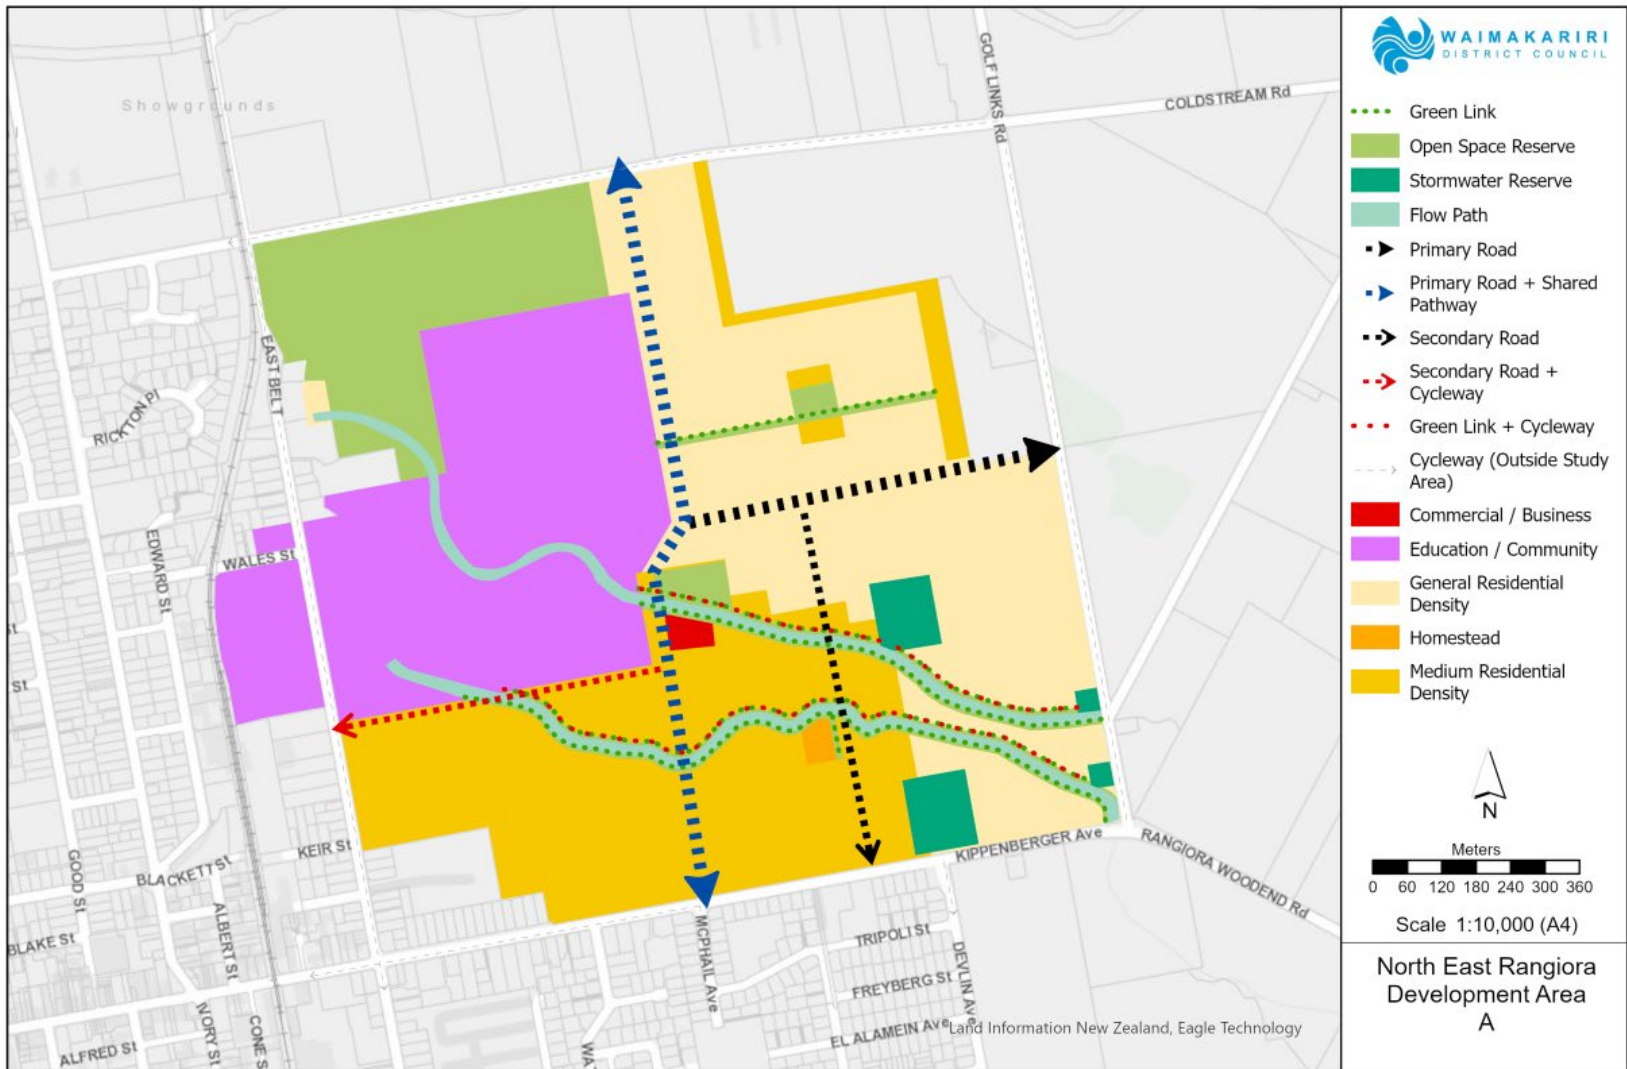 Showgrounds
GOLF LINKS Rd
COLDSTREAM Rd
EAST BELT
RICKTON Pl
EDWARD St
WALES St
St
St
KEIR St
BLACKETT St
GOOD St
ALBERT St
BLAKE St
IVORY St
CONE S
ALFRED St
KIPPENBERGER Ave
RANGIORA WOODEND Rd
MCPHAIL Ave
TRIPOLI St
DEVLIN Ave
FREYBERG St
EL ALAMEIN Ave
WA
Land Information New Zealand, Eagle Technology
WAIMAKARIRI
DISTRICT COUNCIL
Green Link
Open Space Reserve
Stormwater Reserve
Flow Path
Primary Road
Primary Road + Shared
Pathway
Secondary Road
Secondary Road +
Cycleway
Green Link + Cycleway
Cycleway (Outside Study
Area)
Commercial / Business
Education / Community
General Residential
Density
Homestead
Medium Residential
Density
N
Meters
0 60 120 180 240 300 360
Scale 1:10,000 (A4)
North East Rangiora
Development Area
A